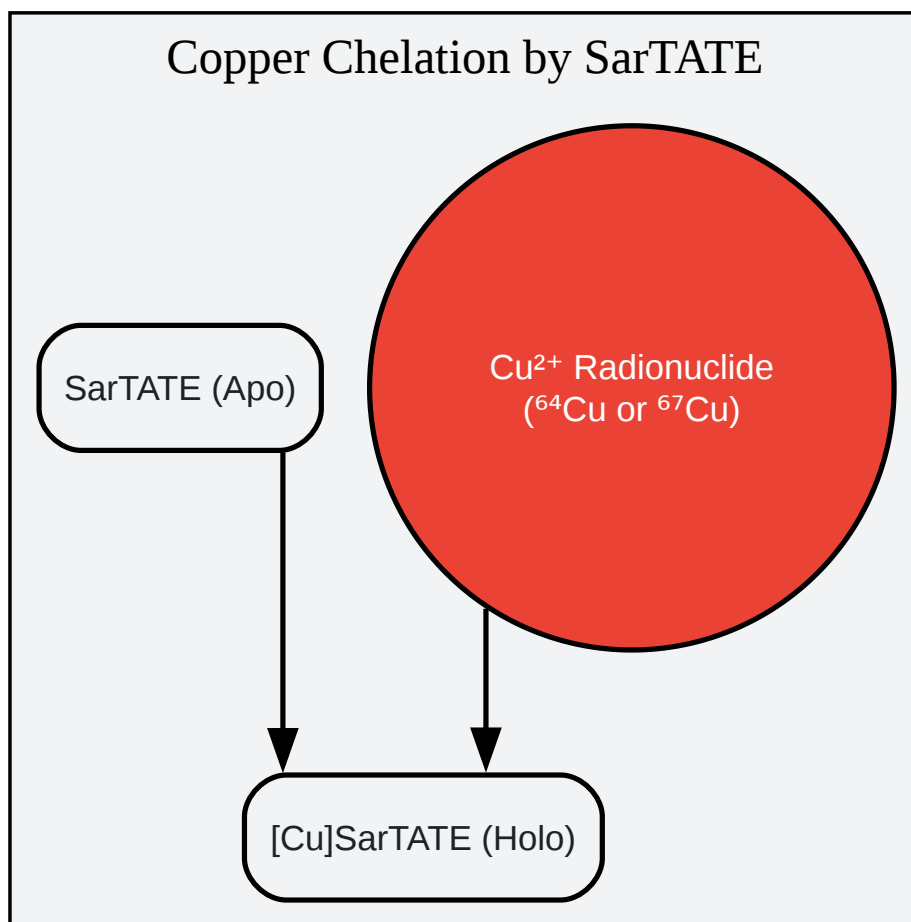 Copper Chelation by SarTATE
SarTATE (Apo)
Cu²⁺ Radionuclide
(⁶⁴Cu or ⁶⁷Cu)
[Cu]SarTATE (Holo)